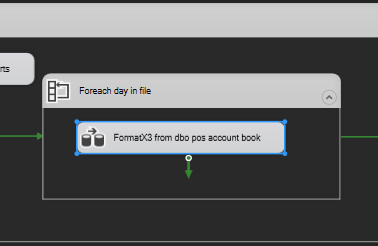 rts
Foreach day in file
FormatX3 from dbo pos account book